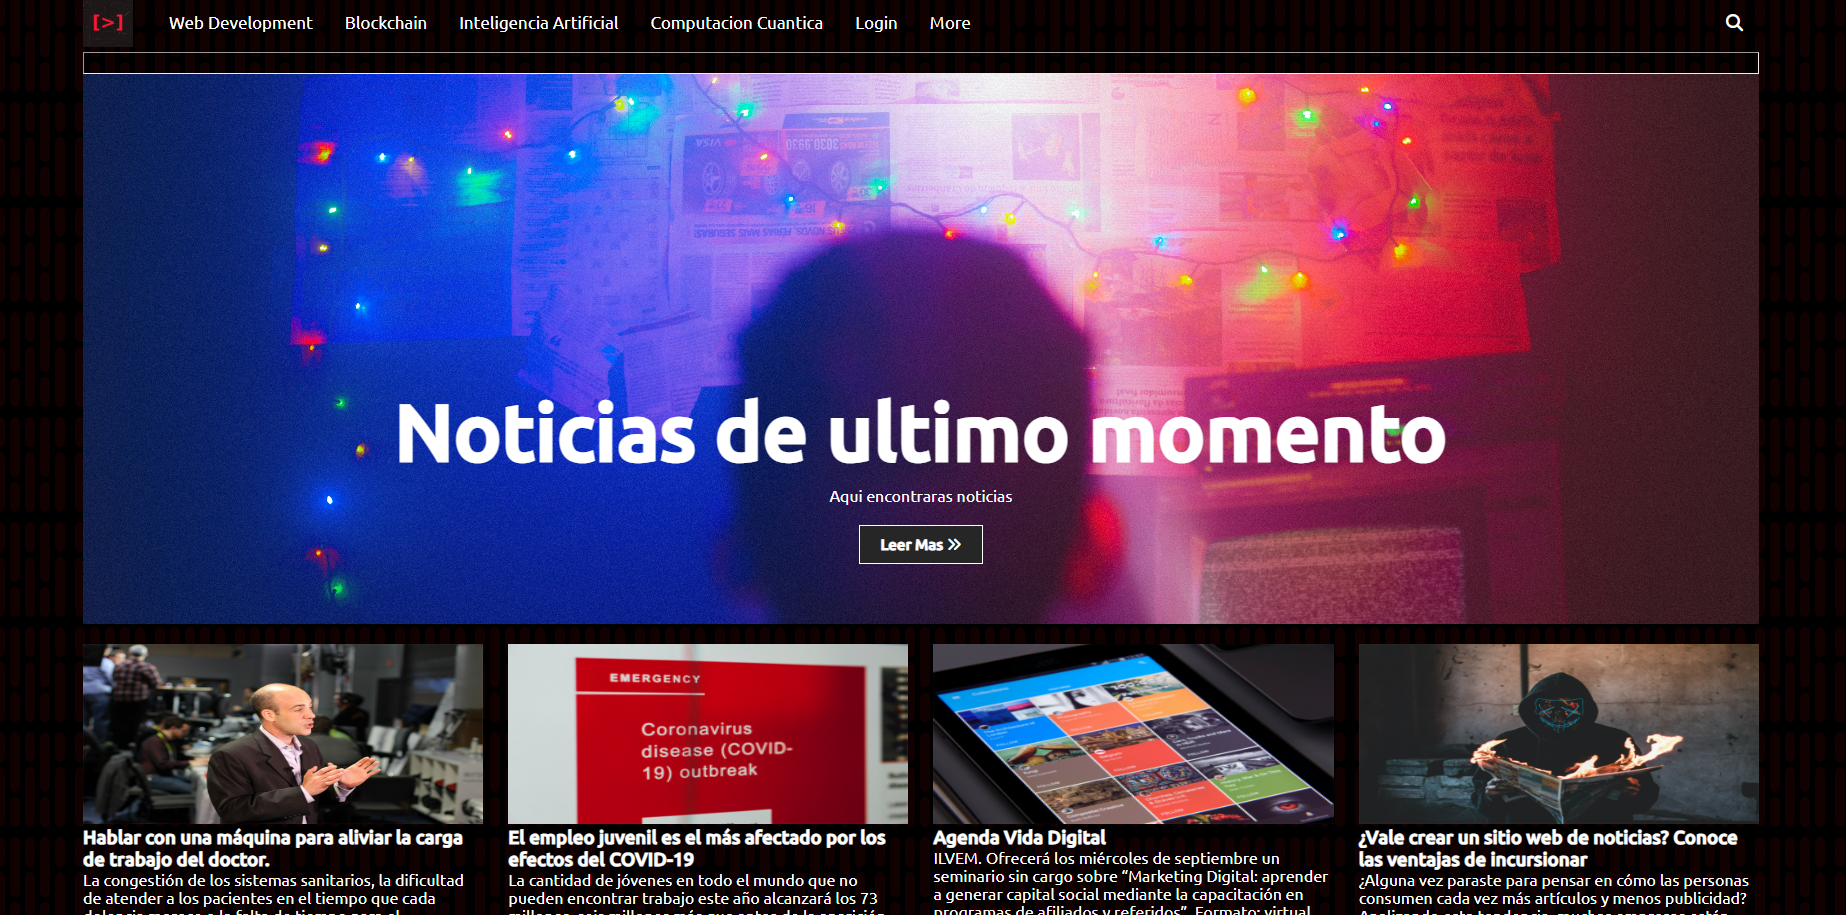 [>] Web Development Blockchain Inteligencia Artificial Computacion Cuantica Login More
Noticias de ultimo momento
Aqui encontraras noticias
Leer Mas »
EMERGENCY
Coronavirus
disease (COVID-
19) outbreak
Hablar con una máquina para aliviar la carga
de trabajo del doctor.
La congestión de los sistemas sanitarios, la dificultad
de atender a los pacientes en el tiempo que cada
El empleo juvenil es el más afectado por los
efectos del COVID-19
La cantidad de jóvenes en todo el mundo que no
pueden encontrar trabajo este año alcanzará los 73
Agenda Vida Digital
ILVEM. Ofrecerá los miércoles de septiembre un
seminario sin cargo sobre “Marketing Digital: aprender
a generar capital social mediante la capacitación en
programas de afiliados y referidos”. Formato: virtual
¿Vale crear un sitio web de noticias? Conoce
las ventajas de incursionar
¿Alguna vez paraste para pensar en cómo las personas
consumen cada vez más artículos y menos publicidad?